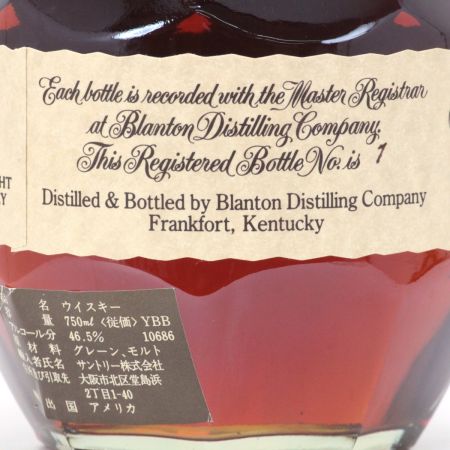 Each bottle is recorded with the Master Registrar
at Blanton Distilling Company.
This Registered Bottle No. is 1
Distilled & Bottled by Blanton Distilling Company
Frankfort, Kentucky
名 ウイスキー
量 750ml〈従価〉YBB
アルコール分 46.5% 10686
材料 グレーン、モルト
者氏名 サントリー株式会社
引取先 大阪市北区堂島浜
2丁目1-40
出国 アメリカ